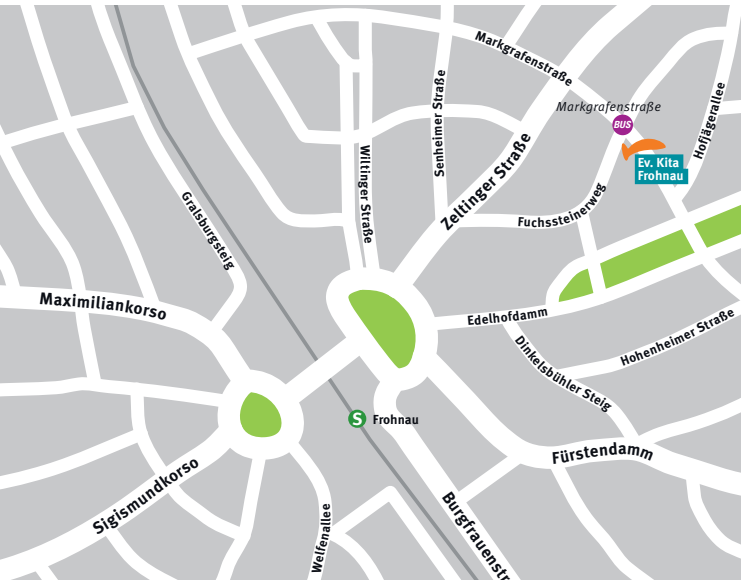 Markgrafenstraße
Markgrafenstraße
BUS
Ev. Kita
Frohnau
Hofjägerallee
Senheimer Straße
Wiltinger Straße
Zeltinger Straße
Fuchssteinerweg
Gralsburgsteig
Maximiliankorso
Edelhofdamm
Hohenheimer Straße
Dinkelsbühler Steig
S
Frohnau
Fürstendamm
Sigismundkorso
Welfenallee
Burgfrauenstr